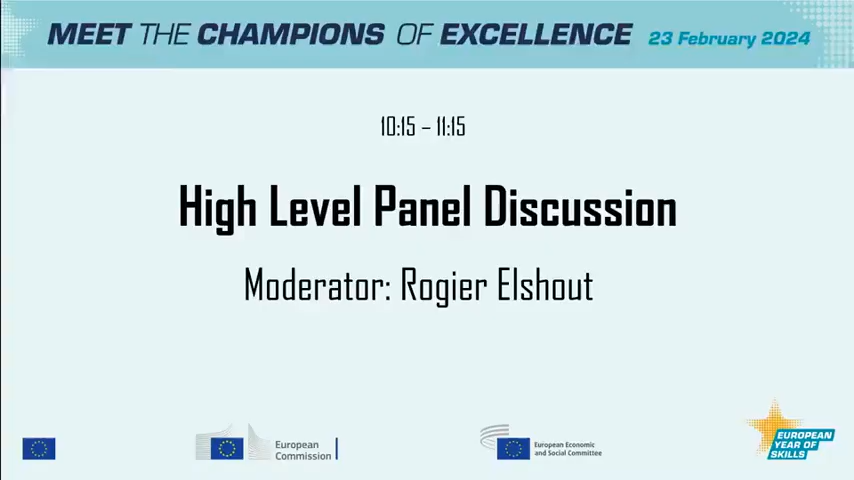 MEET THE CHAMPIONS OF EXCELLENCE 23 February 2024
10:15 – 11:15
High Level Panel Discussion
Moderator: Rogier Elshout
European
Commission
European Economic
and Social Committee
EUROPEAN
YEAR OF
SKILLS